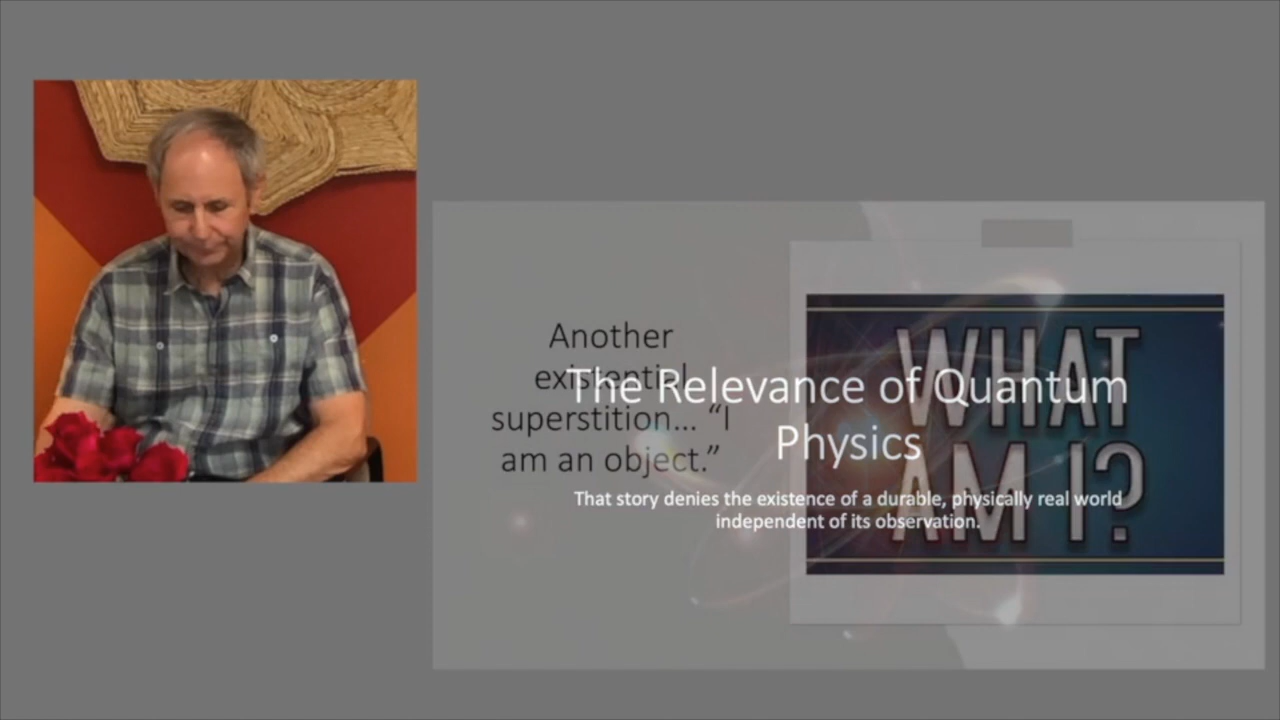 Another
existential
superstition... “I
am an object.”
The Relevance of Quantum
Physics
That story denies the existence of a durable, physically real world
independent of its observation.
WHAT
AM I?